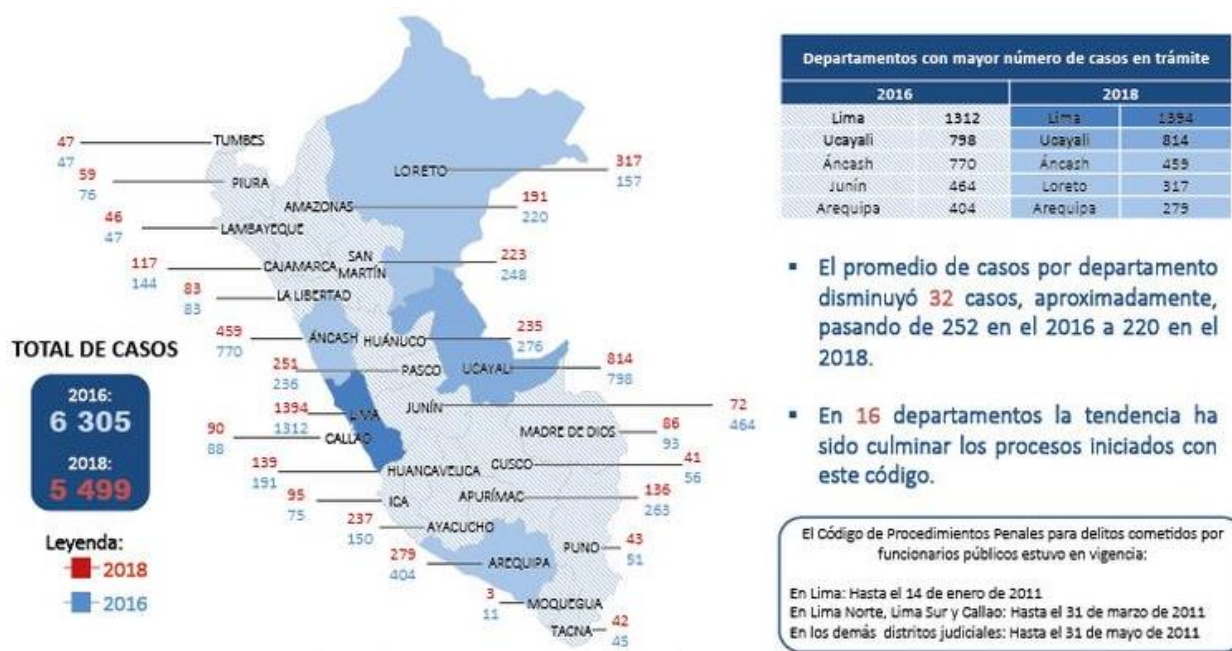 TUMBES
47
47
PIURA
59
76
LORETO
317
157
AMAZONAS
191
220
LAMBAYEQUE
46
47
SAN
MARTÍN
223
248
CAJAMARCA
117
144
LA LIBERTAD
83
83
ÁNCASH
459
770
HUÁNUCO
235
276
PASCO
251
236
UCAYALI
814
798
LIMA
1394
1312
JUNÍN
72
464
CALLAO
90
88
MADRE DE DIOS
86
93
HUANCAVELICA
139
191
CUSCO
41
56
ICA
95
75
APURÍMAC
136
263
AYACUCHO
237
150
PUNO
43
51
AREQUIPA
279
404
MOQUEGUA
3
11
TACNA
42
45
TOTAL DE CASOS
2016:
6 305
2018:
5 499
Leyenda:
2018
2016
Departamentos con mayor número de casos en trámite
2016 2018
Lima 1312 Lima 1394
Ucayali 798 Ucayali 814
Áncash 770 Áncash 459
Junín 464 Loreto 317
Arequipa 404 Arequipa 279
▪ El promedio de casos por departamento
disminuyó 32 casos, aproximadamente,
pasando de 252 en el 2016 a 220 en el
2018.
▪ En 16 departamentos la tendencia ha
sido culminar los procesos iniciados con
este código.
El Código de Procedimientos Penales para delitos cometidos por
funcionarios públicos estuvo en vigencia:
En Lima: Hasta el 14 de enero de 2011
En Lima Norte, Lima Sur y Callao: Hasta el 31 de marzo de 2011
En los demás distritos judiciales: Hasta el 31 de mayo de 2011